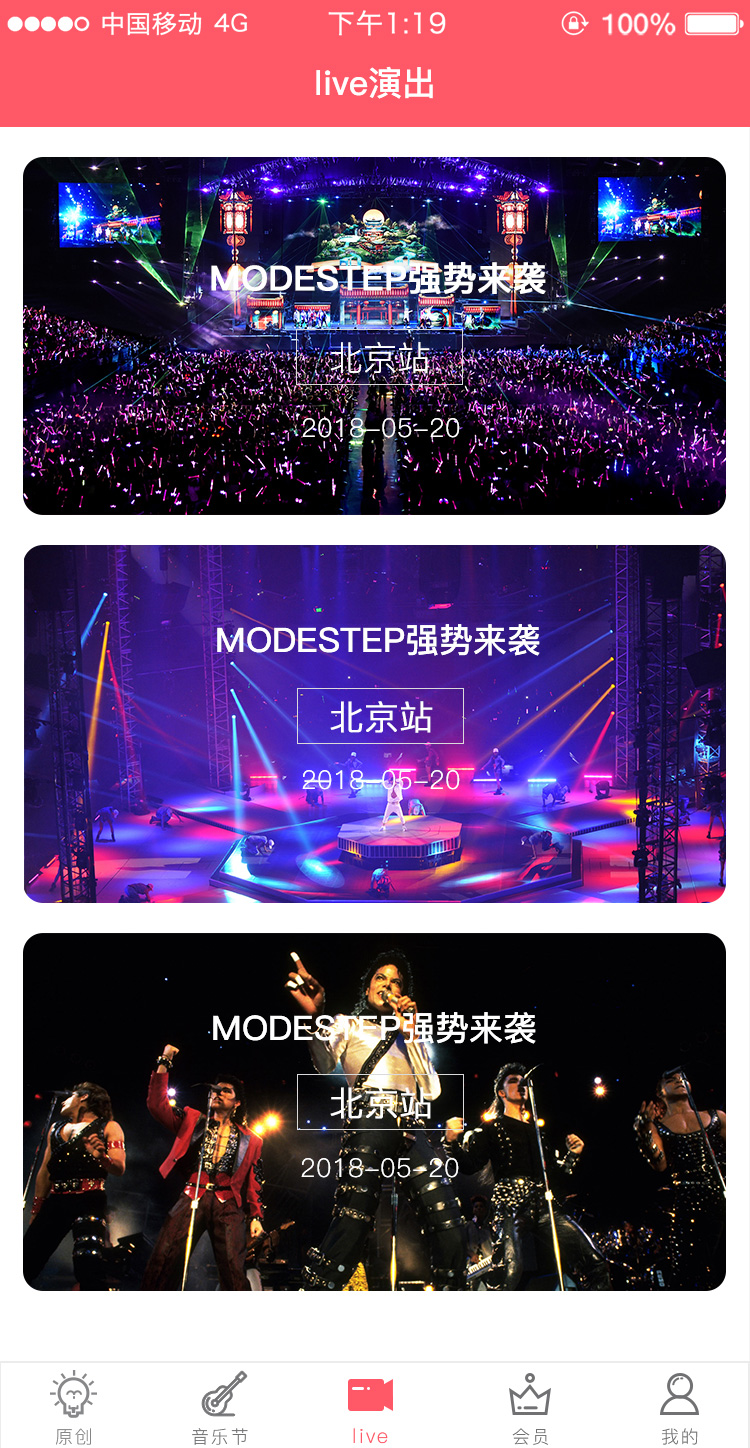 中国移动 4G 下午1:19 100%
live演出
MODESTEP强势来袭
北京站
2018-05-20
MODESTEP强势来袭
北京站
2018-05-20
MODESTEP强势来袭
北京站
2018-05-20
原创 音乐节 live 会员 我的